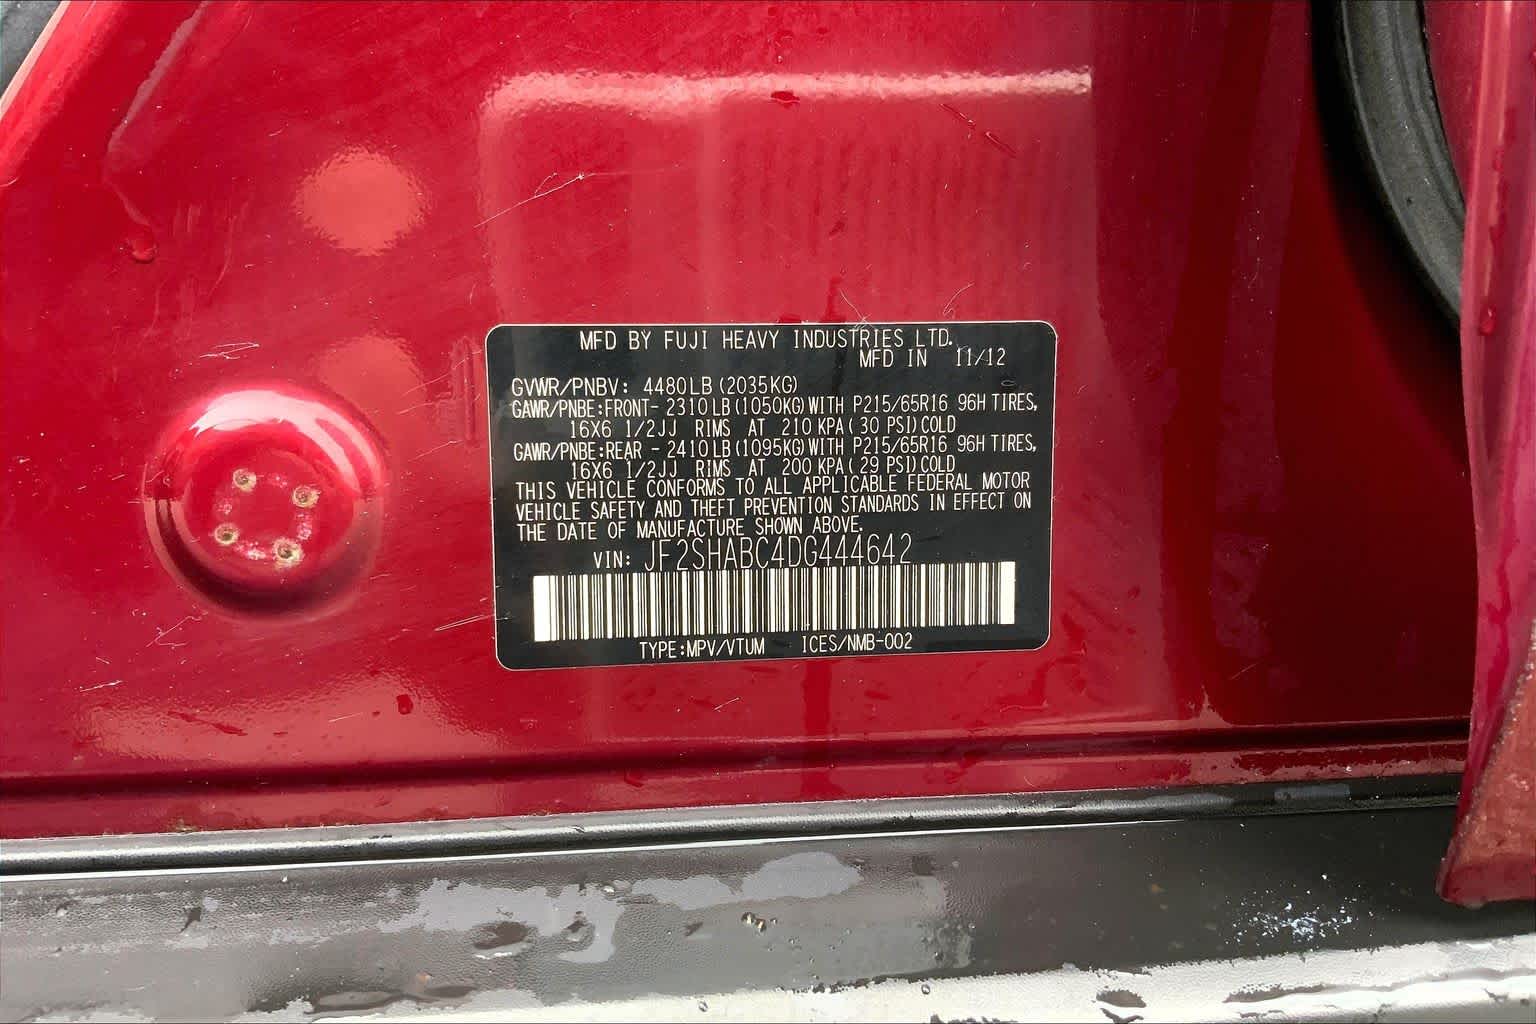 MFD BY FUJI HEAVY INDUSTRIES LTD.
MFD IN 11/12
GVWR/PNBV: 4480LB(2035KG)
GAWR/PNBE:FRONT- 2310LB(1050KG)WITH P215/65R16 96H TIRES,
16X6 1/2JJ RIMS AT 210 KPA( 30 PSI)COLD
GAWR/PNBE:REAR - 2410LB(1095KG)WITH P215/65R16 96H TIRES,
16X6 1/2JJ RIMS AT 200 KPA( 29 PSI)COLD
THIS VEHICLE CONFORMS TO ALL APPLICABLE FEDERAL MOTOR
VEHICLE SAFETY AND THEFT PREVENTION STANDARDS IN EFFECT ON
THE DATE OF MANUFACTURE SHOWN ABOVE.
VIN: JF2SHABC4DG444642
TYPE:MPV/VTUM ICES/NMB-002